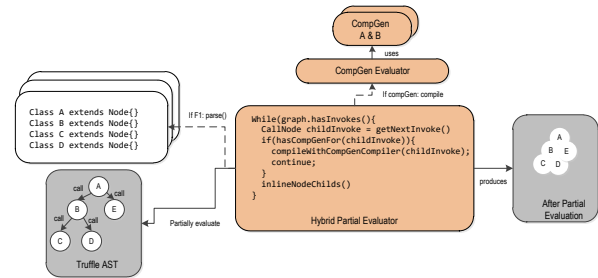 CompGen
A & B
uses
CompGen Evaluator
If compGen: compile
Class A extends Node{}
Class B extends Node{}
Class C extends Node{}
Class D extends Node{}
If F1: parse()
While(graph.hasInvokes(){
CallNode childInvoke = getNextInvoke()
if(hasCompGenFor(childInvoke)){
compileWithCompGenCompiler(childInvoke);
continue;
}
inlineNodeChilds()
}
Hybrid Partial Evaluator
call
A
call
B
E
call
call
C
D
Truffle AST
Partially evaluate
produces
A
B
E
C
D
After Partial
Evaluation